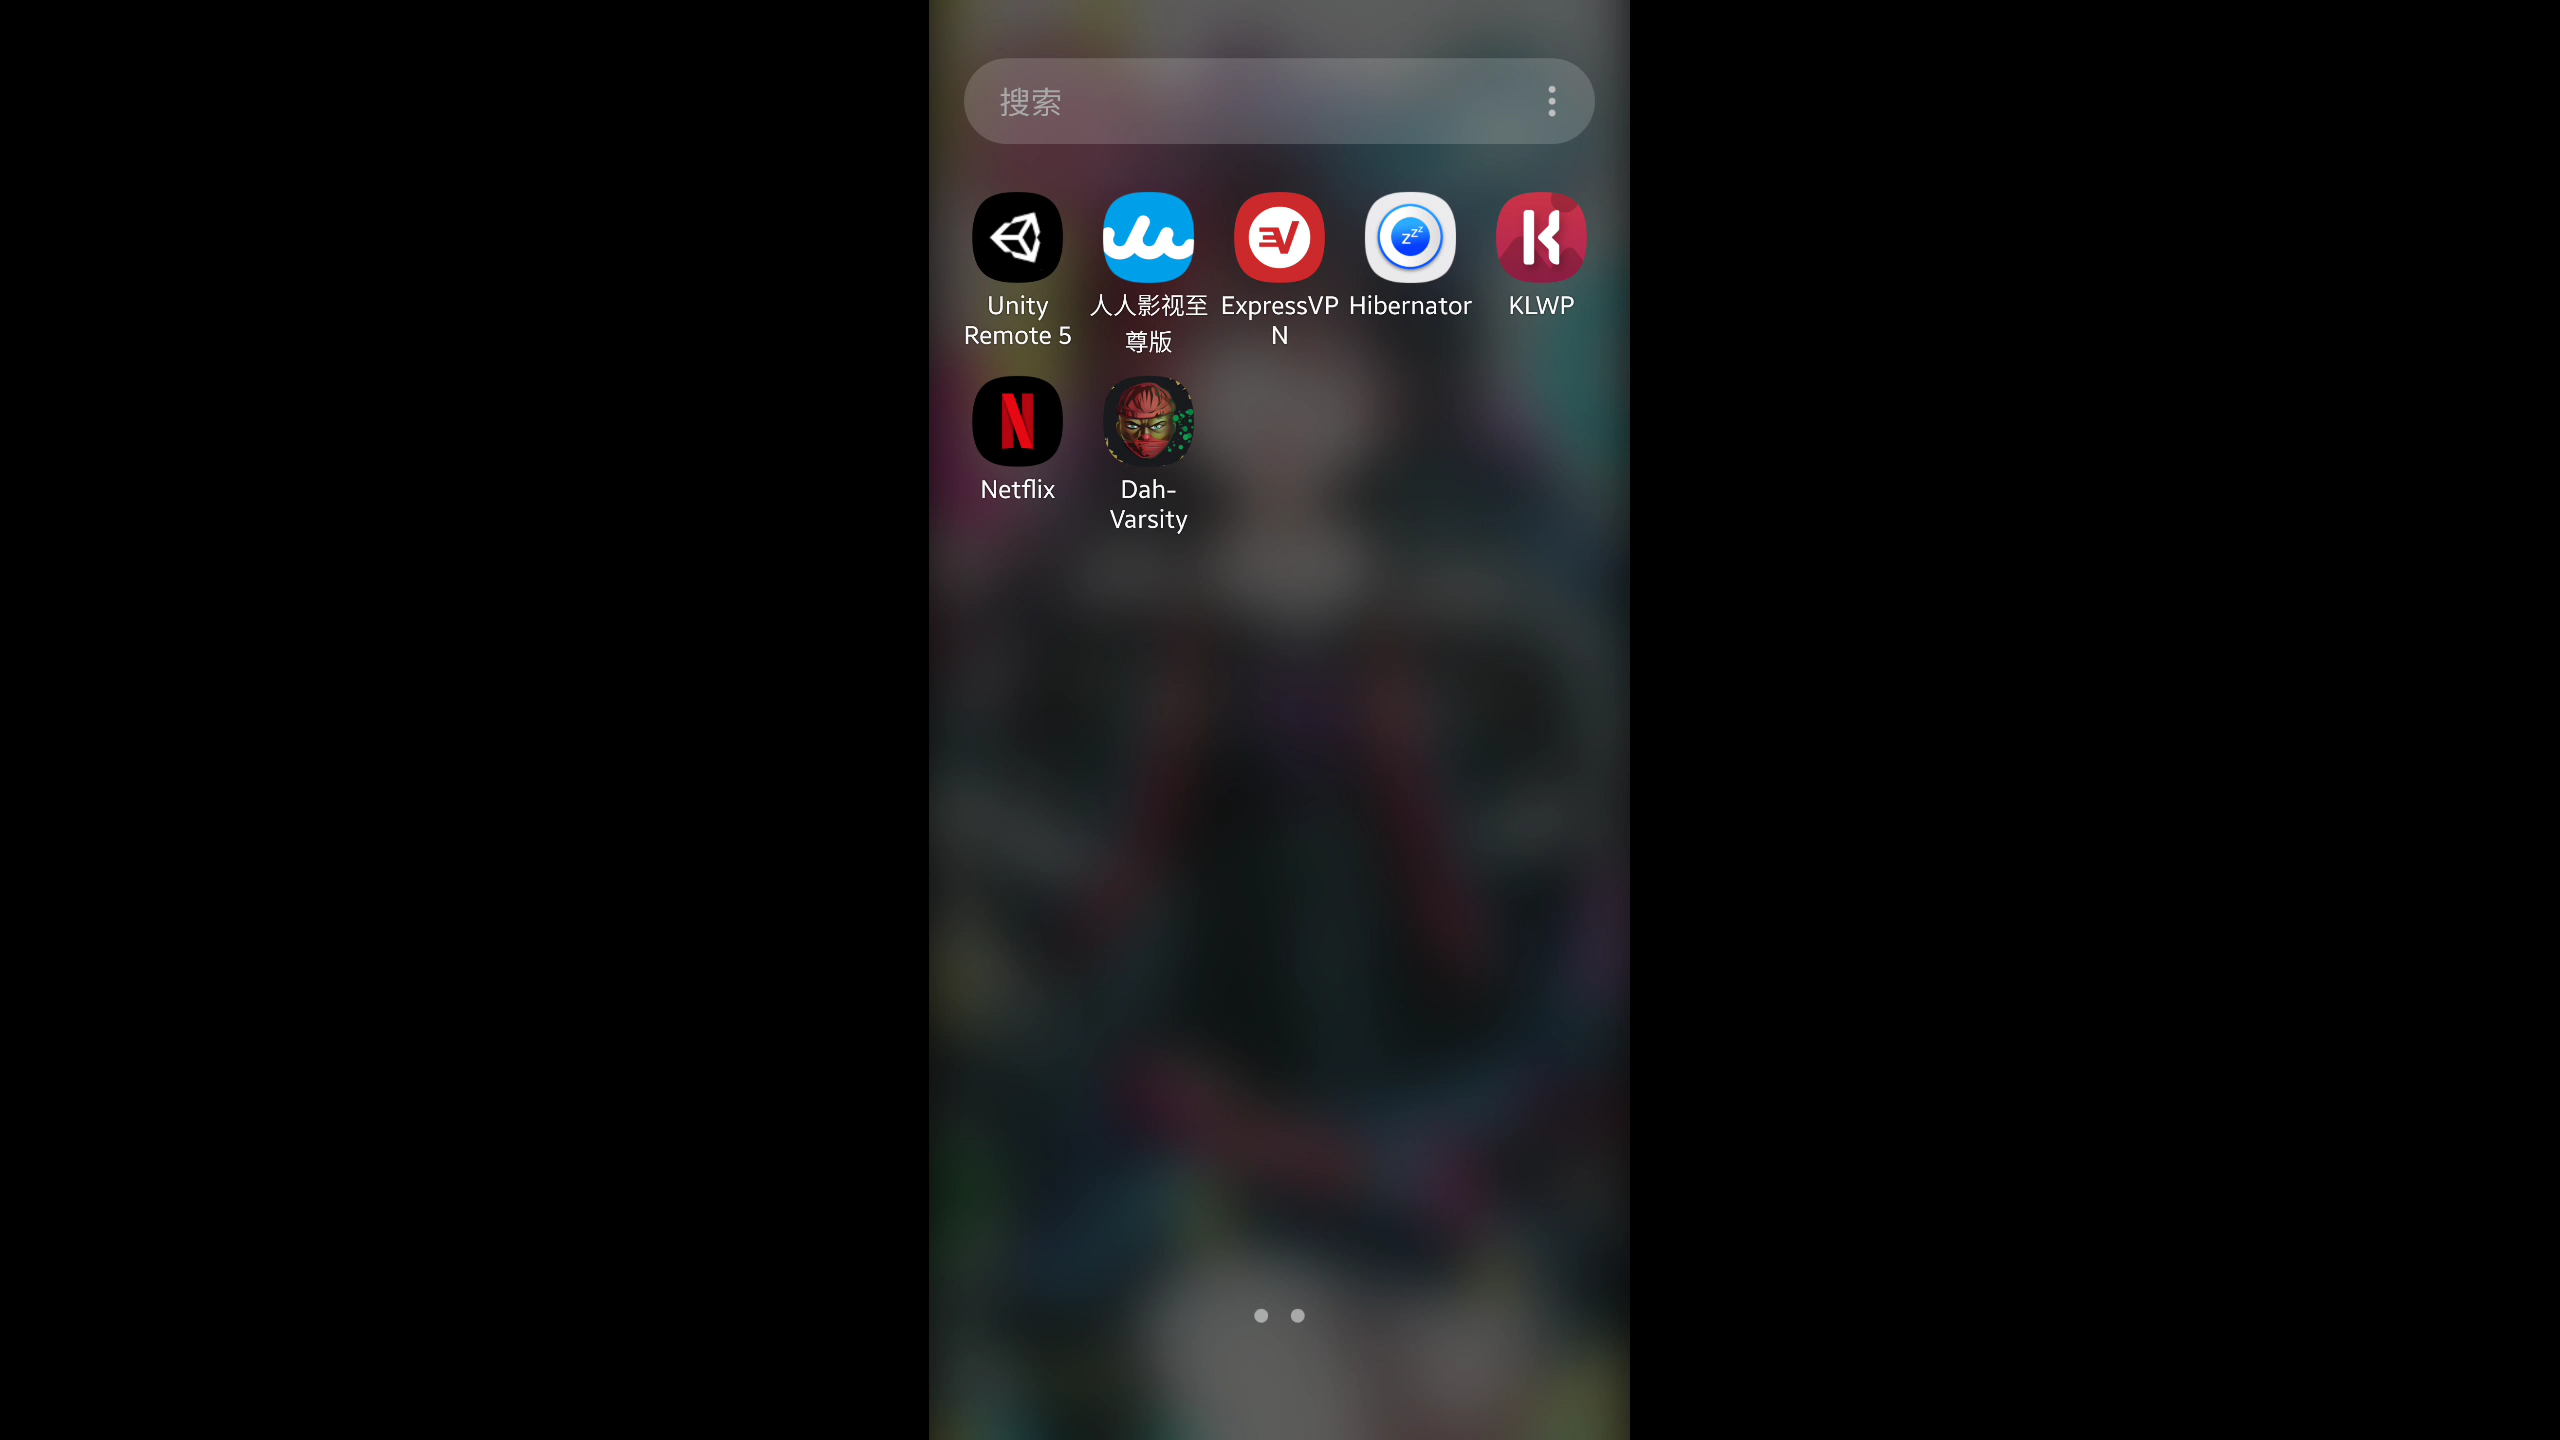 搜索
Unity
Remote 5
人人影视至
尊版
ExpressVP
N
Hibernator
KLWP
Netflix
Dah-
Varsity